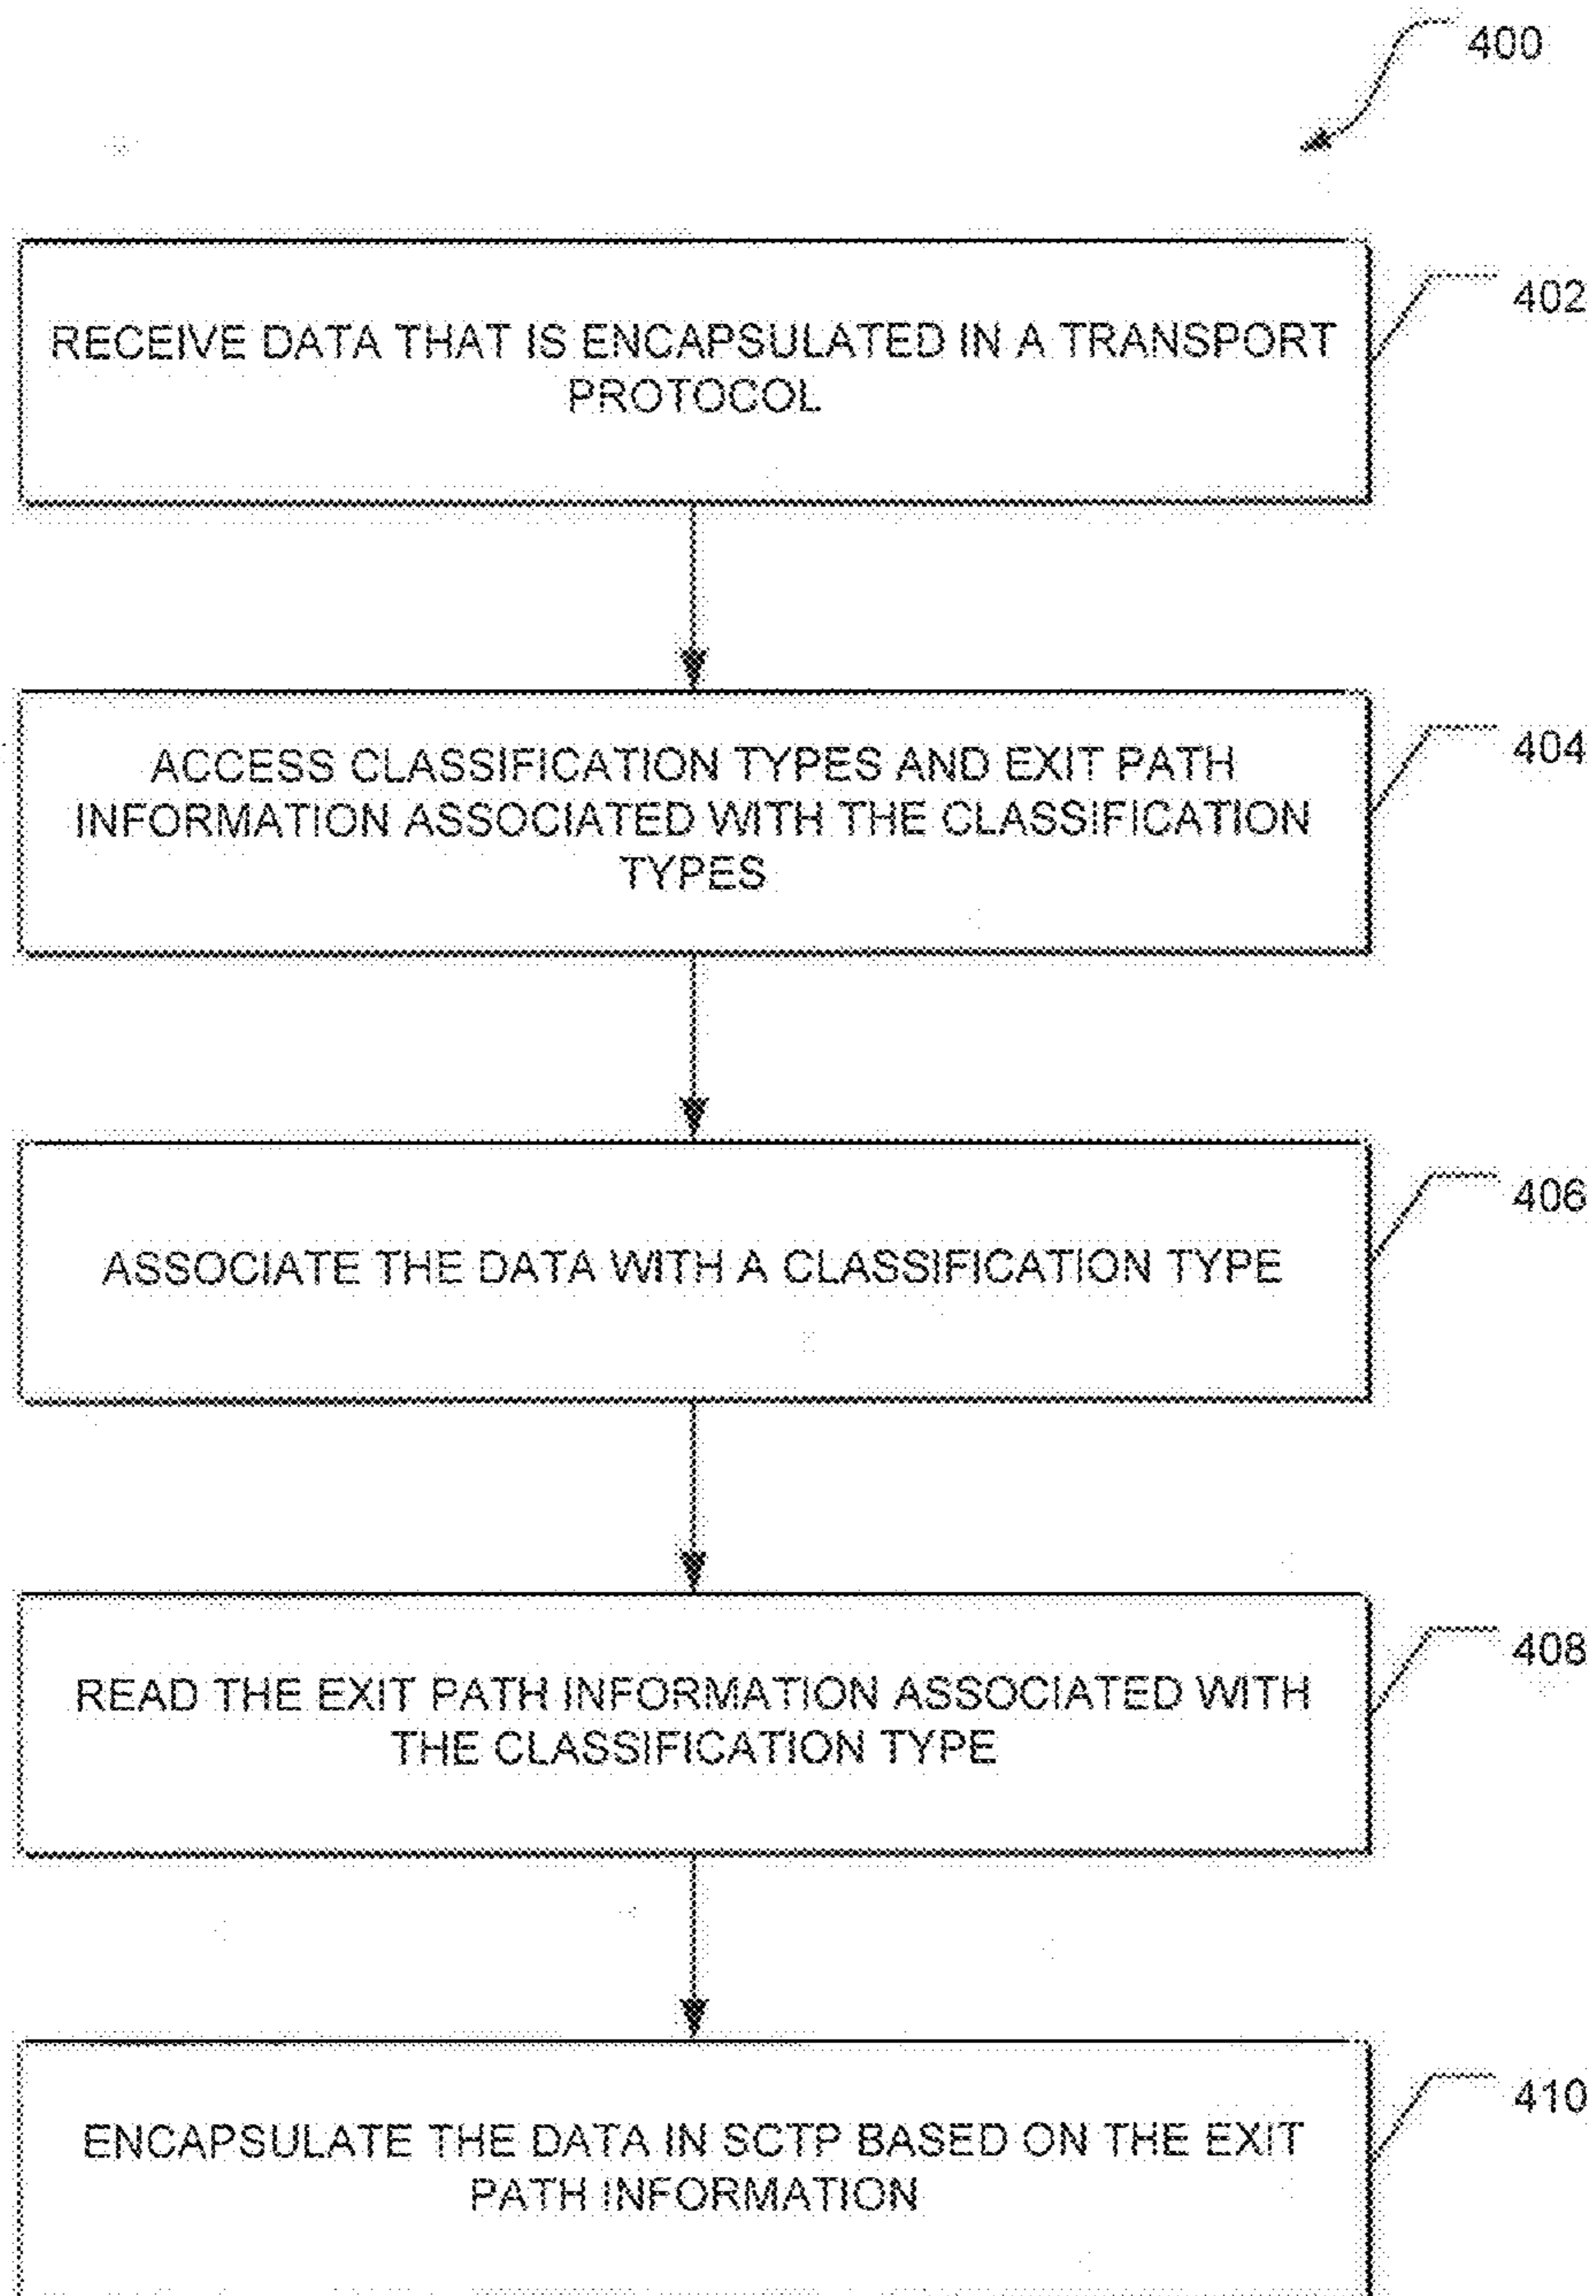 400
RECEIVE DATA THAT IS ENCAPSULATED IN A TRANSPORT
PROTOCOL
402
ACCESS CLASSIFICATION TYPES AND EXIT PATH
INFORMATION ASSOCIATED WITH THE CLASSIFICATION
TYPES
404
ASSOCIATE THE DATA WITH A CLASSIFICATION TYPE
406
READ THE EXIT PATH INFORMATION ASSOCIATED WITH
THE CLASSIFICATION TYPE
408
ENCAPSULATE THE DATA IN SCTP BASED ON THE EXIT
PATH INFORMATION
410